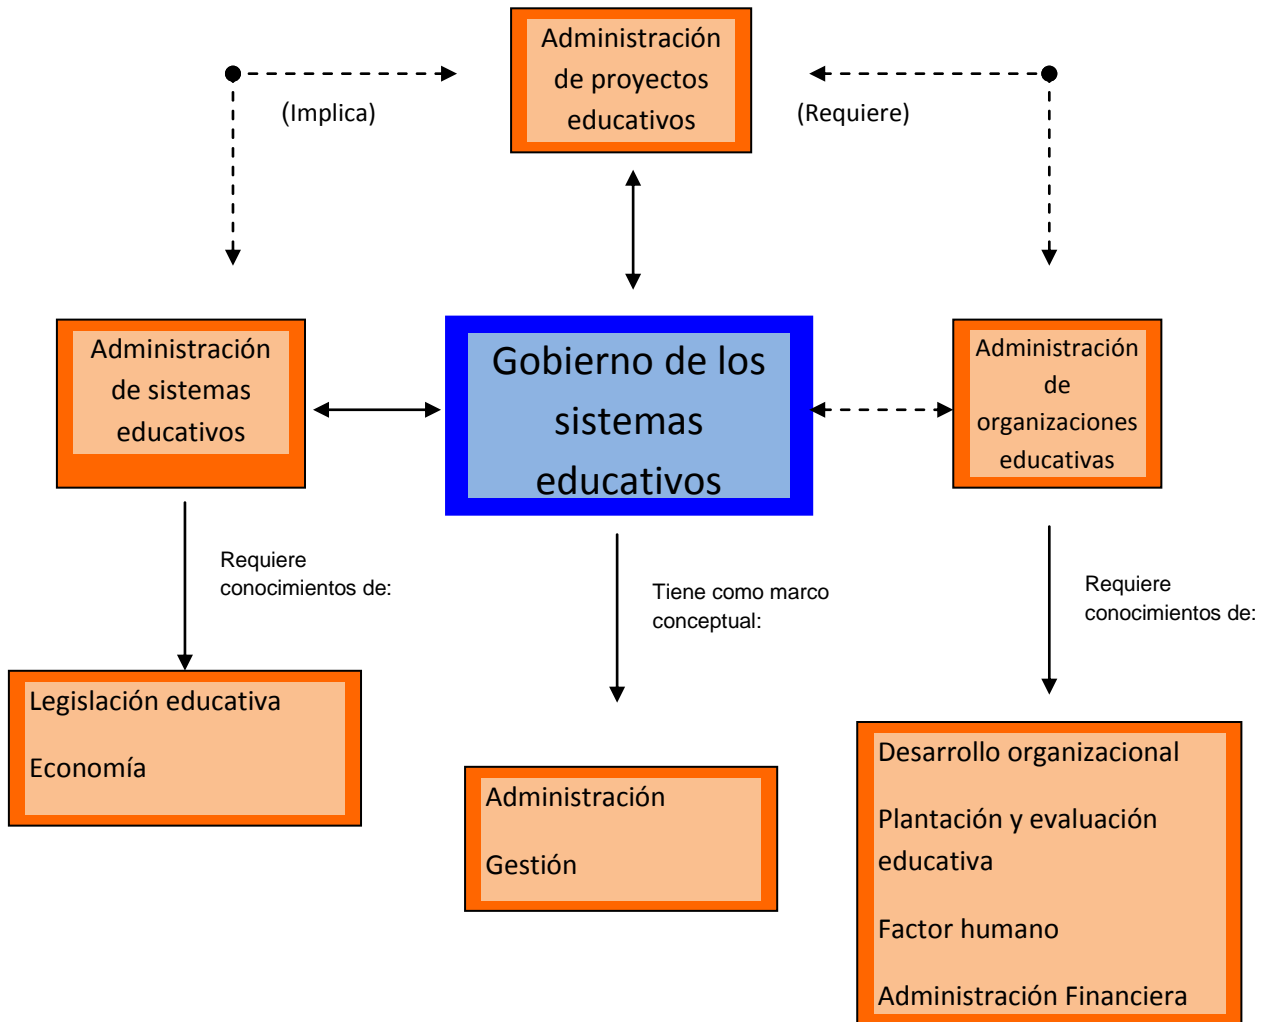 Administración
de proyectos
educativos
(Implica)
(Requiere)
Administración
de sistemas
educativos
Gobierno de los
sistemas
educativos
Administración
de
organizaciones
educativas
Requiere
conocimientos de:
Tiene como marco
conceptual:
Requiere
conocimientos de:
Legislación educativa
Economía
Administración
Gestión
Desarrollo organizacional
Plantación y evaluación
educativa
Factor humano
Administración Financiera